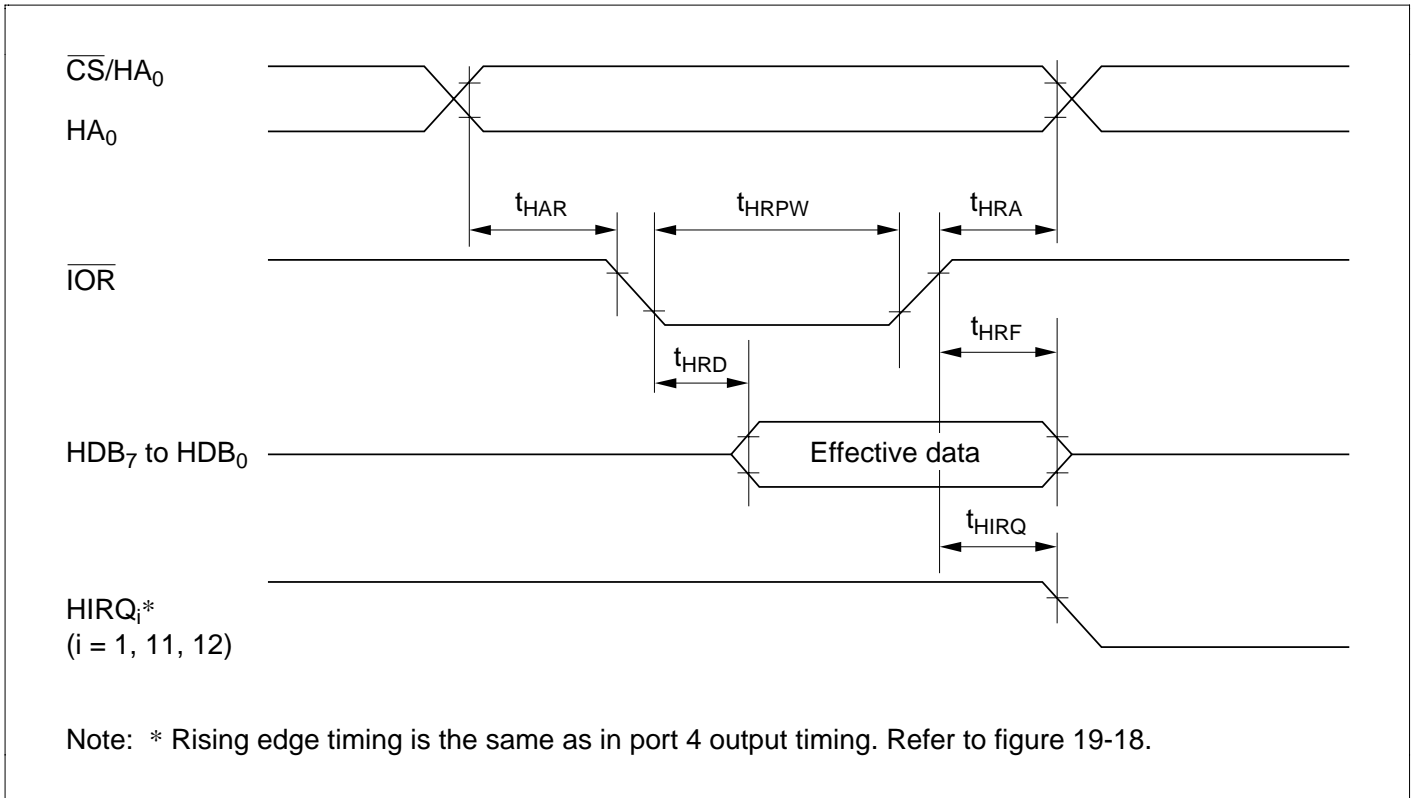 CS/HA0
HA0
tHAR
tHRPW
tHRA
IOR
tHRF
tHRD
HDB7 to HDB0
Effective data
tHIRQ
HIRQi*
(i = 1, 11, 12)
Note: * Rising edge timing is the same as in port 4 output timing. Refer to figure 19-18.